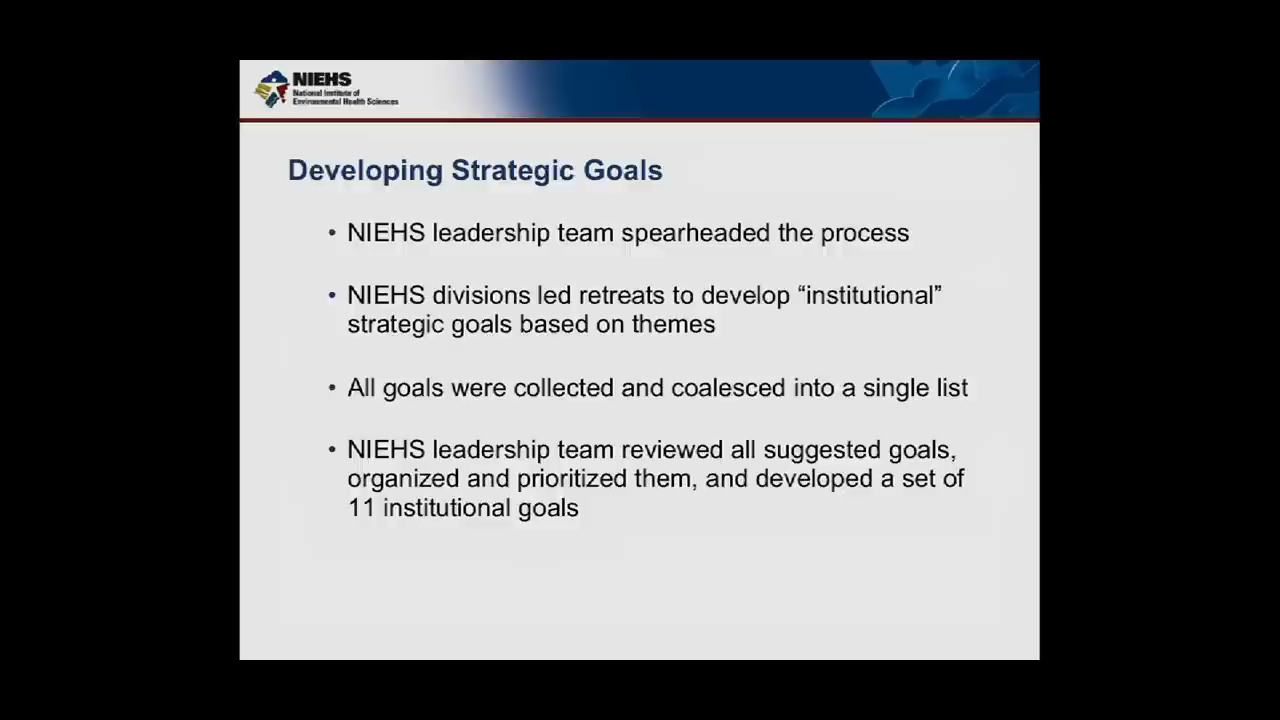 NIEHS
National Institute of
Environmental Health Sciences
Developing Strategic Goals
• NIEHS leadership team spearheaded the process
• NIEHS divisions led retreats to develop “institutional”
strategic goals based on themes
• All goals were collected and coalesced into a single list
• NIEHS leadership team reviewed all suggested goals,
organized and prioritized them, and developed a set of
11 institutional goals